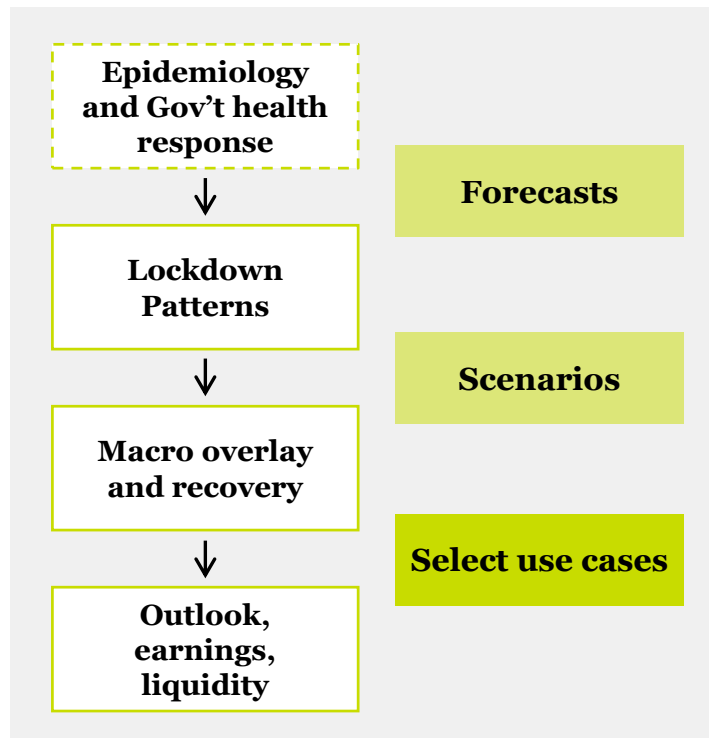 Epidemiology
and Gov't health
response
Lockdown
Patterns
Macro overlay
and recovery
Outlook,
earnings,
liquidity
Forecasts
Scenarios
Select use cases